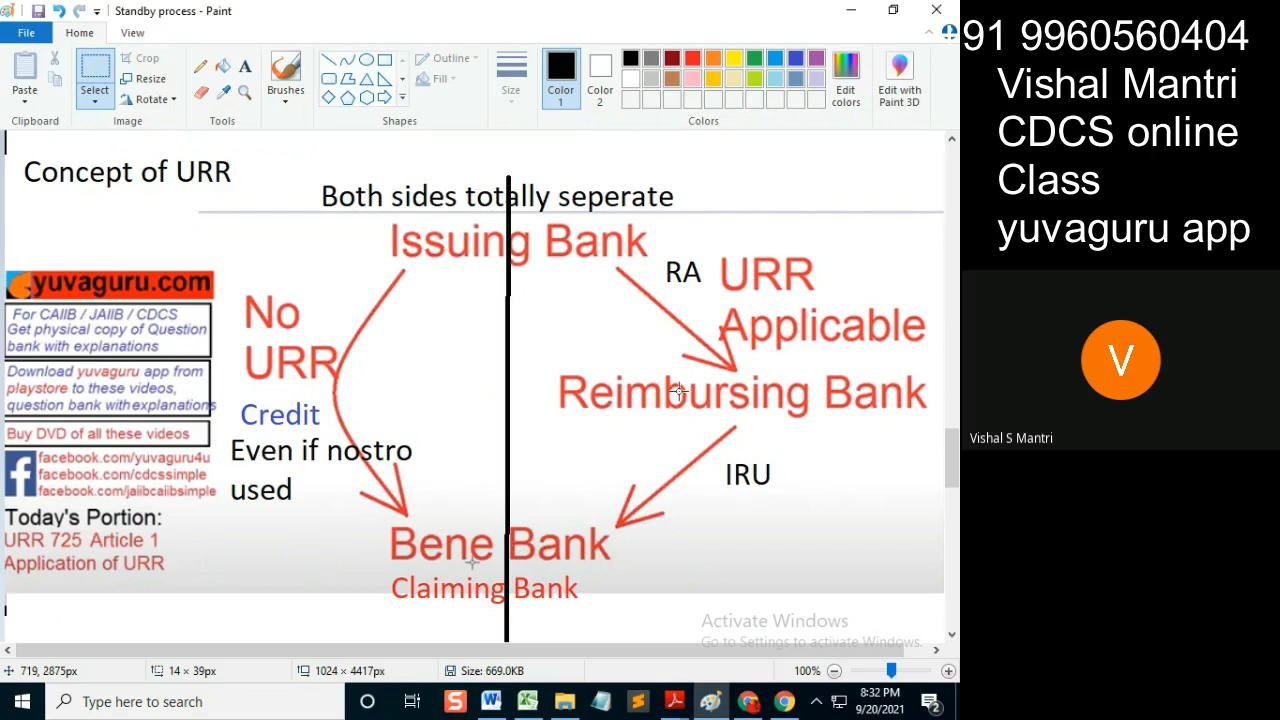 Standby process - Paint
File
Home
View
Paste
Clipboard
Select
Crop
Resize
Rotate
Image
A
Tools
Brushes
Shapes
Outline
Fill
Size
Color
1
Color
2
Colors
Edit
colors
Edit with
Paint 3D
91 9960560404
Vishal Mantri
CDCS online
Class
yuvaguru app
V
Vishal S Mantri
Concept of URR
Both sides totally seperate
Issuing Bank
RA
URR
Applicable
No
URR
Credit
Even if nostro
used
Reimbursing Bank
IRU
Bene Bank
Claiming Bank
yuvaguru.com
For CAIIB / JAIIB / CDCS
Get physical copy of Question
bank with explanations
Download yuvaguru app from
playstore to these videos,
question bank with explanations
Buy DVD of all these videos
f
facebook.com/yuvaguru4u
facebook.com/cdcssimple
facebook.com/jaiibcaiibsimple
Today's Portion:
URR 725 Article 1
Application of URR
Activate Windows
Go to Settings to activate Windows.
719, 2875px
14 × 39px
1024 × 4417px
Size: 669.0KB
100%
Type here to search
8:32 PM
9/20/2021
2